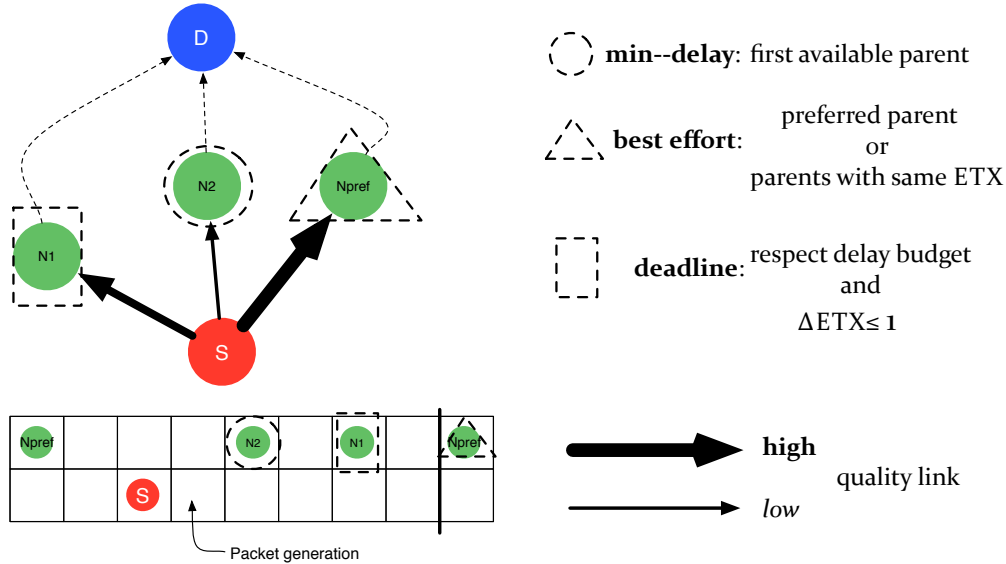 D
N2
Npref
N1
S
min--delay: first available parent
best effort: preferred parent
or
parents with same ETX
deadline: respect delay budget
and
ΔETX≤ 1
Npref
N2
N1
Npref
S
Packet generation
high
quality link
low